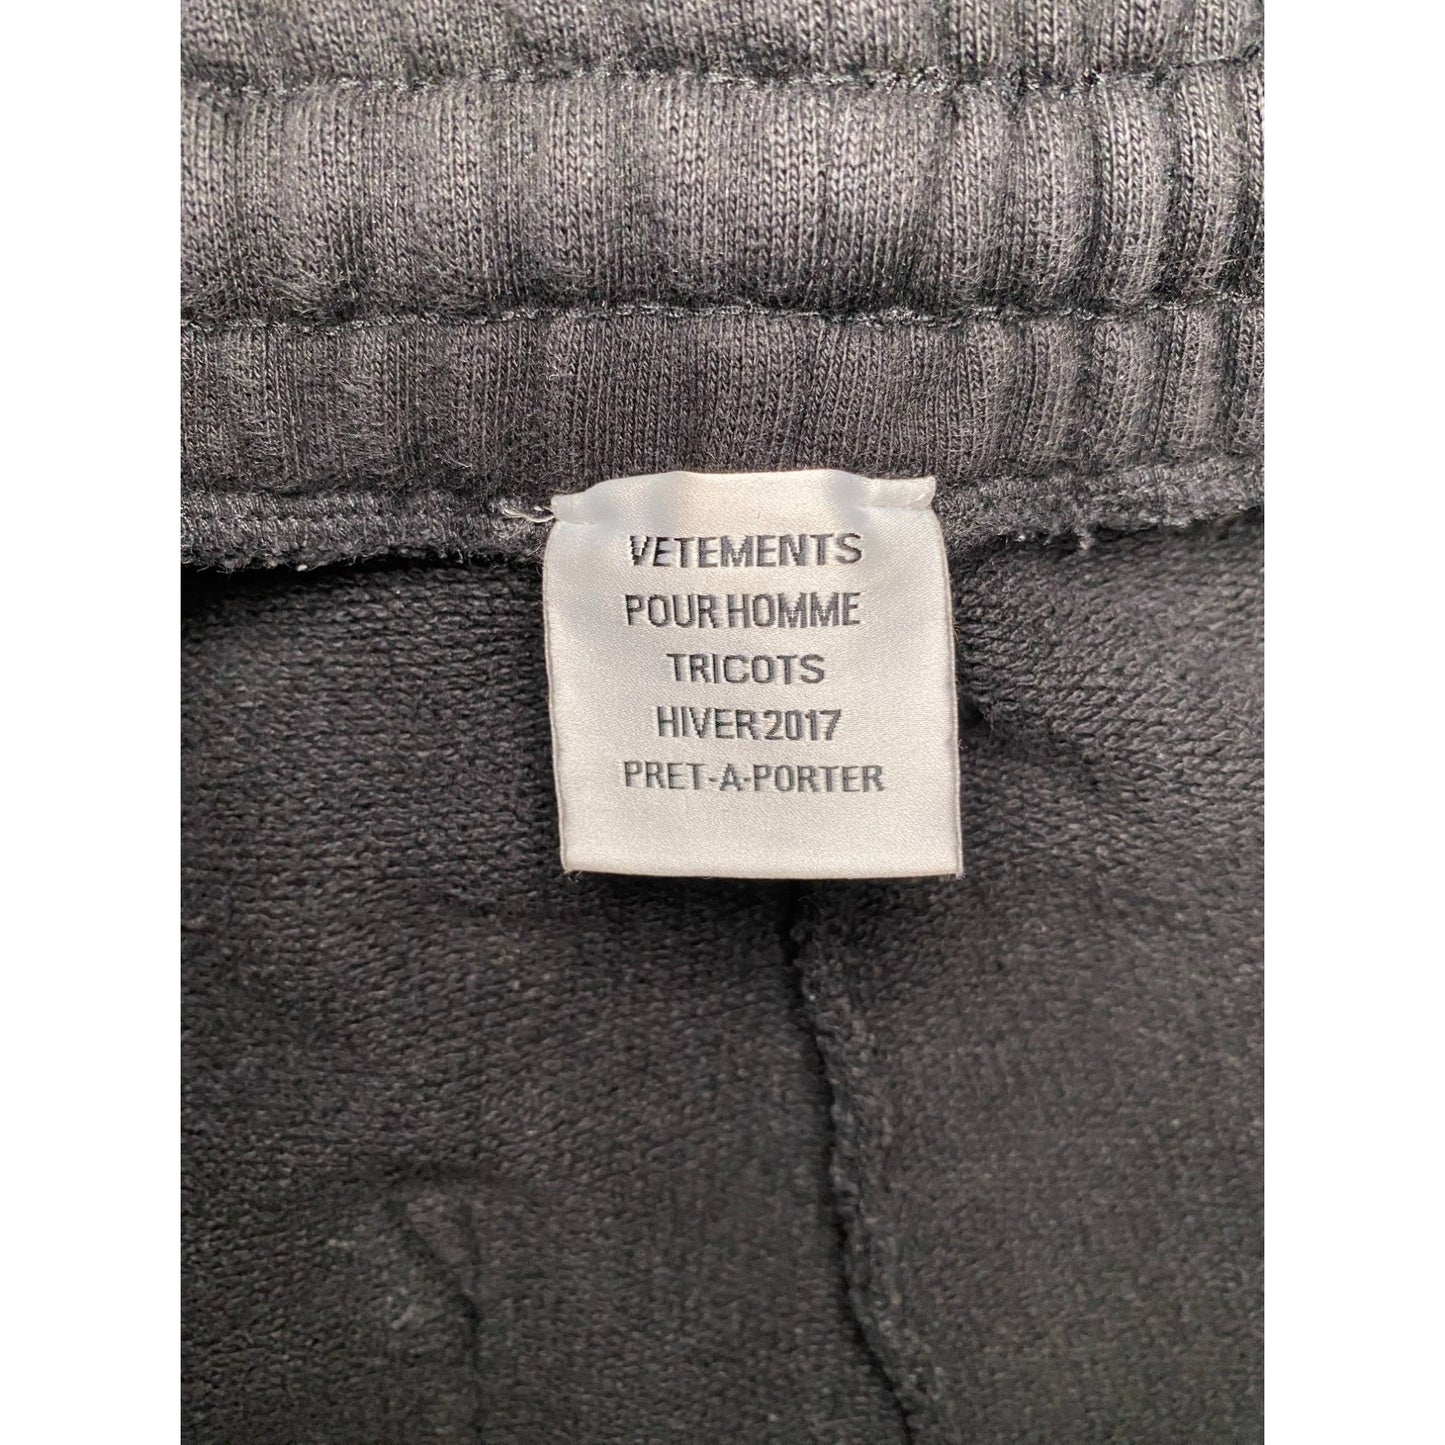 VETEMENTS
POUR HOMME
TRICOTS
HIVER 2017
PRET-A-PORTER